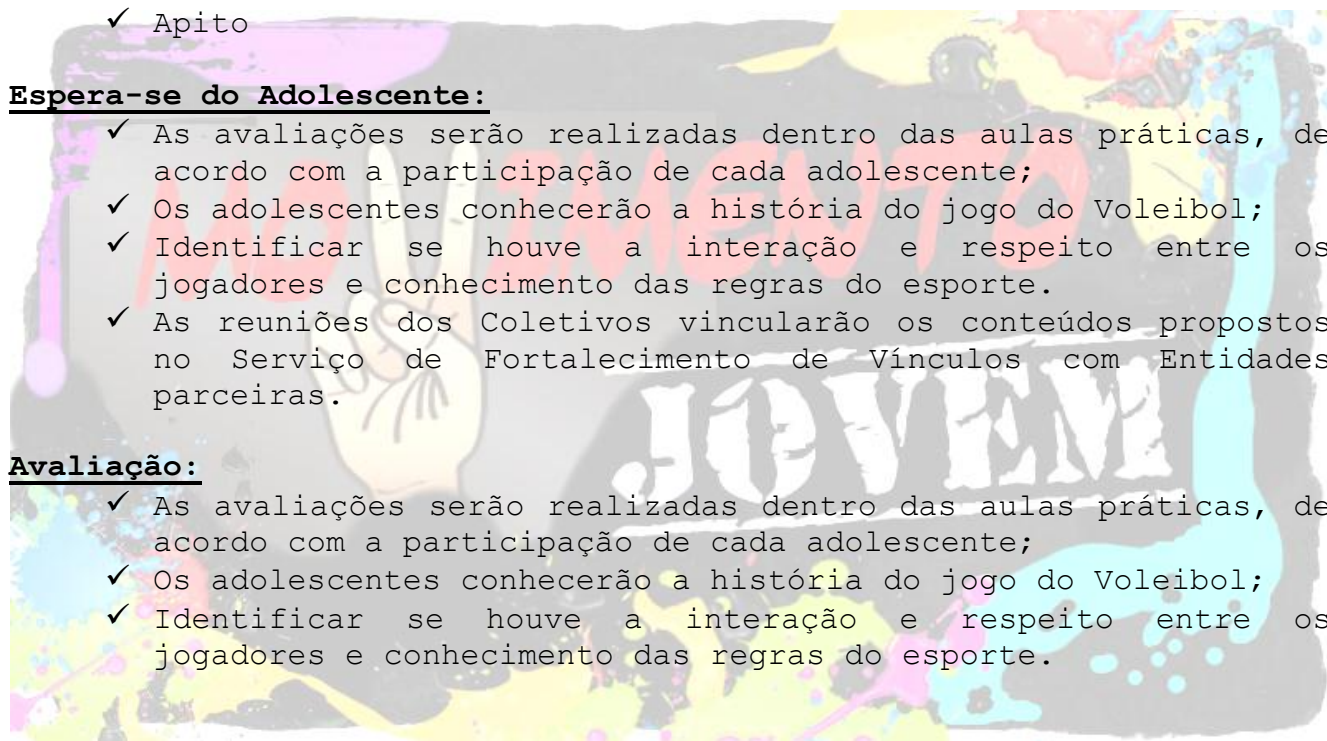 ✓ Apito
Espera-se do Adolescente:
✓ As avaliações serão realizadas dentro das aulas práticas, de
acordo com a participação de cada adolescente;
✓ Os adolescentes conhecerão a história do jogo do Voleibol;
✓ Identificar se houve a interação e respeito entre os
jogadores e conhecimento das regras do esporte.
✓ As reuniões dos Coletivos vincularão os conteúdos propostos
no Serviço de Fortalecimento de Vínculos com Entidades
parceiras.
Avaliação:
✓ As avaliações serão realizadas dentro das aulas práticas, de
acordo com a participação de cada adolescente;
✓ Os adolescentes conhecerão a história do jogo do Voleibol;
✓ Identificar se houve a interação e respeito entre os
jogadores e conhecimento das regras do esporte.
MO IMENTO
JOVEM